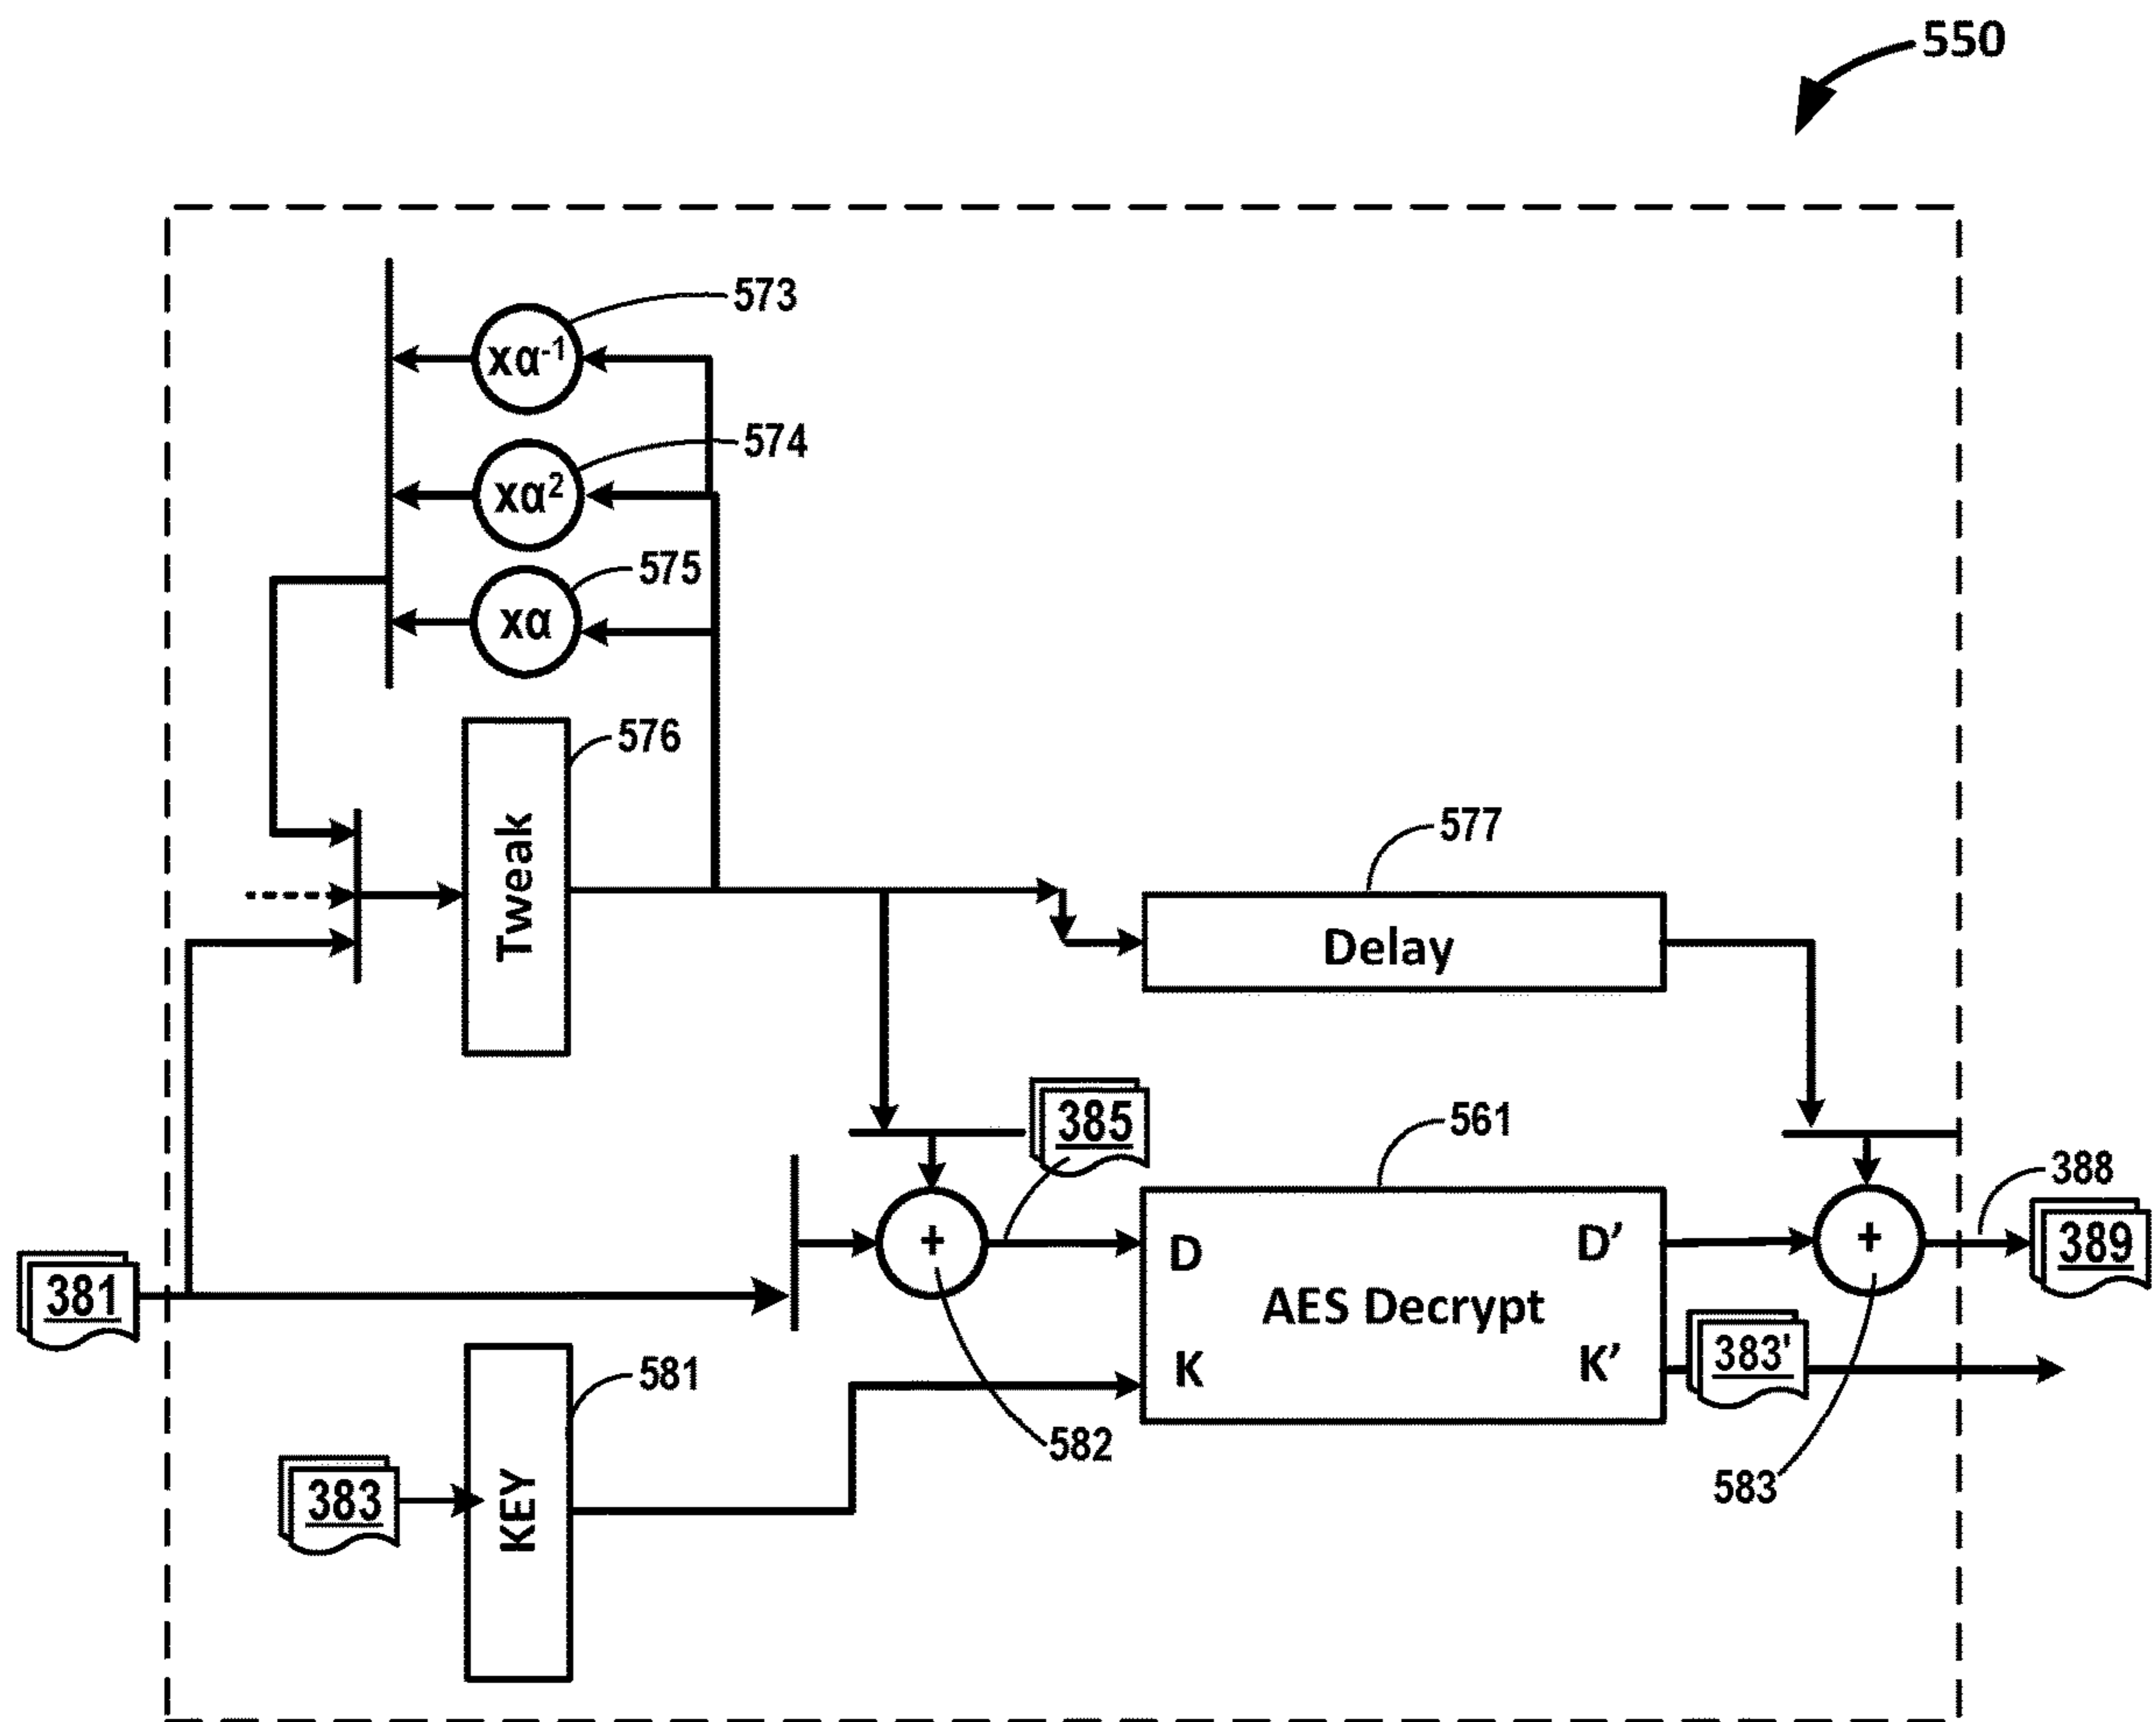 550
573
xα-1
574
xα2
575
xα
576
Tweak
577
Delay
385
561
388
D
D'
+
+
389
381
AES Decrypt
K
K'
383'
581
582
383
KEY
583